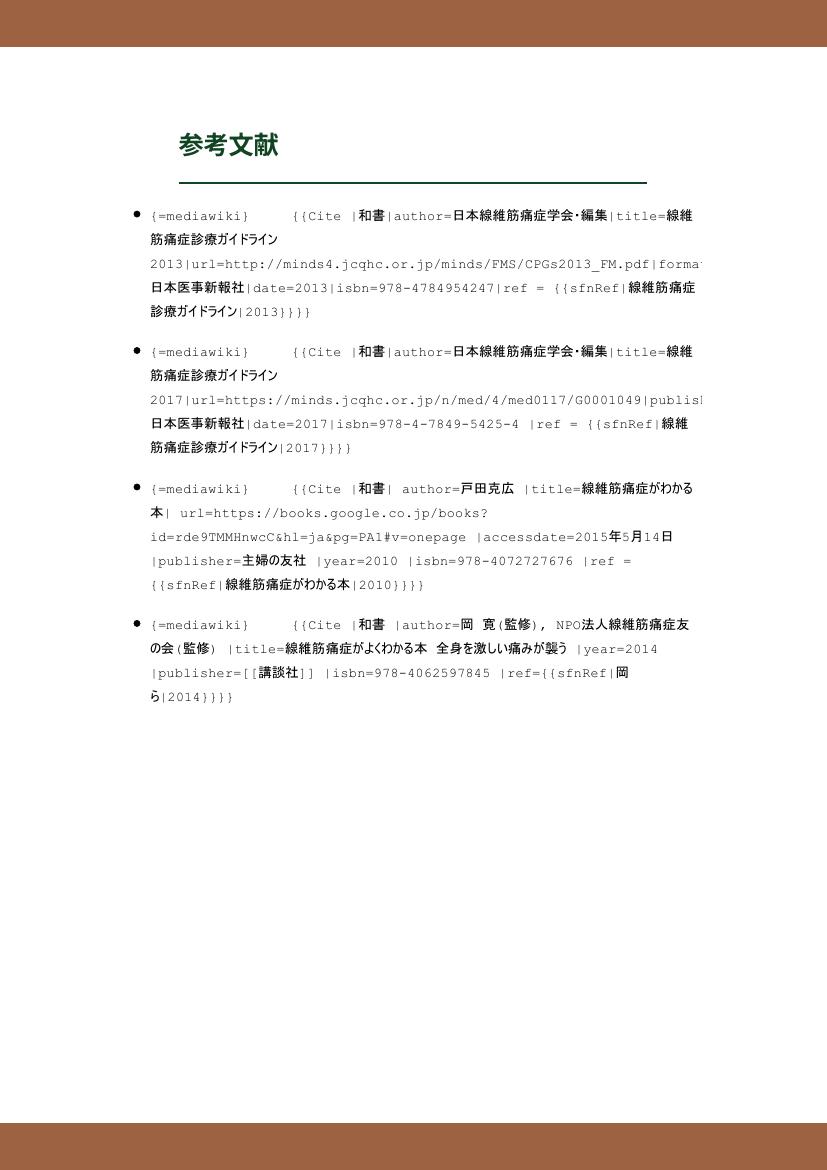 参考文献
• {=mediawiki} {{Cite |和書|author=日本線維筋痛症学会・編集|title=線維
筋痛症診療ガイドライン
2013|url=http://minds4.jcqhc.or.jp/minds/FMS/CPGs2013_FM.pdf|forma
日本医事新報社|date=2013|isbn=978-4784954247|ref = {{sfnRef|線維筋痛症
診療ガイドライン|2013}}}}
• {=mediawiki} {{Cite |和書|author=日本線維筋痛症学会・編集|title=線維
筋痛症診療ガイドライン
2017|url=https://minds.jcqhc.or.jp/n/med/4/med0117/G0001049|publis
日本医事新報社|date=2017|isbn=978-4-7849-5425-4 |ref = {{sfnRef|線維
筋痛症診療ガイドライン|2017}}}}
• {=mediawiki} {{Cite |和書| author=戸田克広 |title=線維筋痛症がわかる
本| url=https://books.google.co.jp/books?
id=rde9TMMHnwcC&hl=ja&pg=PA1#v=onepage |accessdate=2015年5月14日
|publisher=主婦の友社 |year=2010 |isbn=978-4072727676 |ref =
{{sfnRef|線維筋痛症がわかる本|2010}}}}
• {=mediawiki} {{Cite |和書 |author=岡 寛(監修), NPO法人線維筋痛症友
の会(監修) |title=線維筋痛症がよくわかる本 全身を激しい痛みが襲う |year=2014
|publisher=[[講談社]] |isbn=978-4062597845 |ref={{sfnRef|岡
ら|2014}}}}